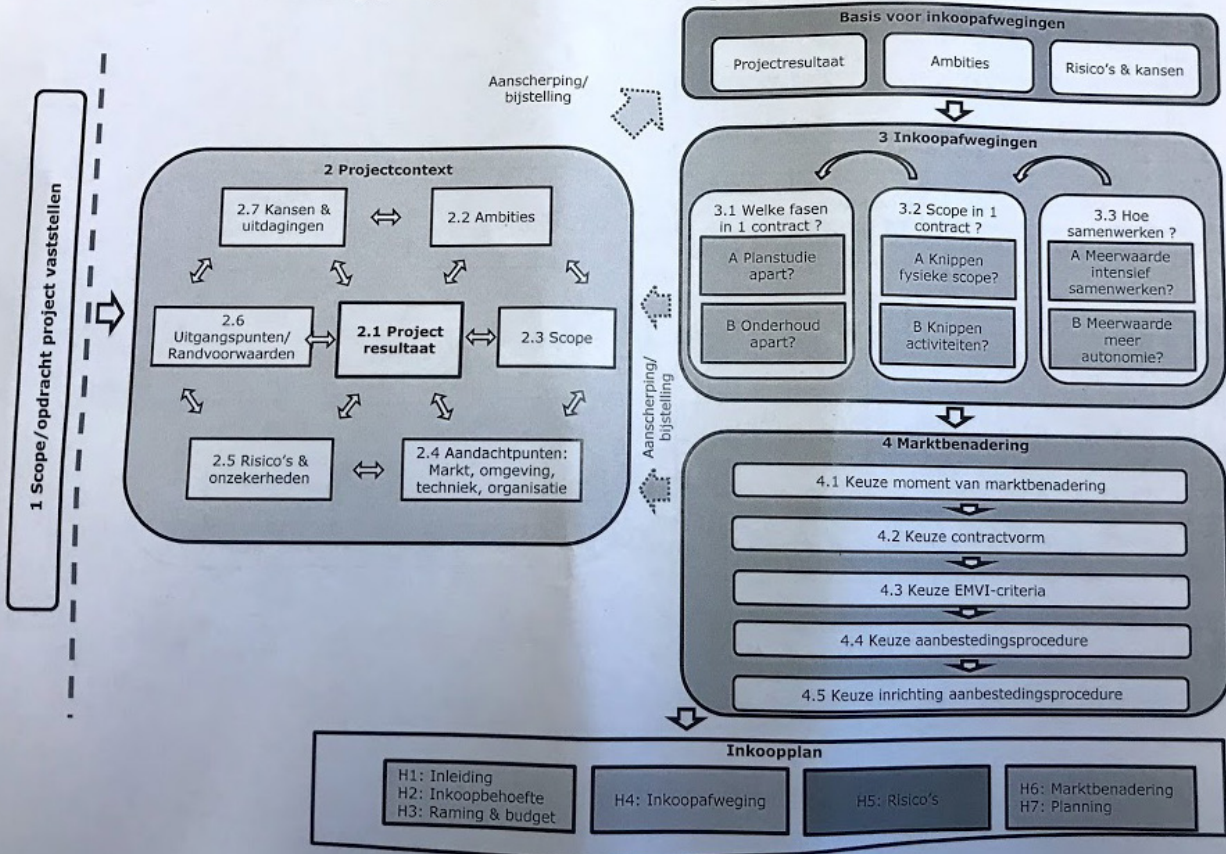 1 Scope/opdracht project vaststellen
2 Projectcontext
2.7 Kansen &
uitdagingen
2.2 Ambities
2.6
Uitgangspunten/
Randvoorwaarden
2.1 Project
resultaat
2.3 Scope
2.5 Risico's &
onzekerheden
2.4 Aandachtpunten:
Markt, omgeving,
techniek, organisatie
Aanscherping/
bijstelling
Aanscherping/
bijstelling
Basis voor inkoopafwegingen
Projectresultaat
Ambities
Risico's & kansen
3 Inkoopafwegingen
3.1 Welke fasen
in 1 contract ?
A Planstudie
apart?
B Onderhoud
apart?
3.2 Scope in 1
contract ?
A Knippen
fysieke scope?
B Knippen
activiteiten?
3.3 Hoe
samenwerken ?
A Meerwaarde
intensief
samenwerken?
B Meerwaarde
meer
autonomie?
4 Marktbenadering
4.1 Keuze moment van marktbenadering
4.2 Keuze contractvorm
4.3 Keuze EMVI-criteria
4.4 Keuze aanbestedingsprocedure
4.5 Keuze inrichting aanbestedingsprocedure
Inkoopplan
H1: Inleiding
H2: Inkoopbehoefte
H3: Raming & budget
H4: Inkoopafweging
H5: Risico's
H6: Marktbenadering
H7: Planning